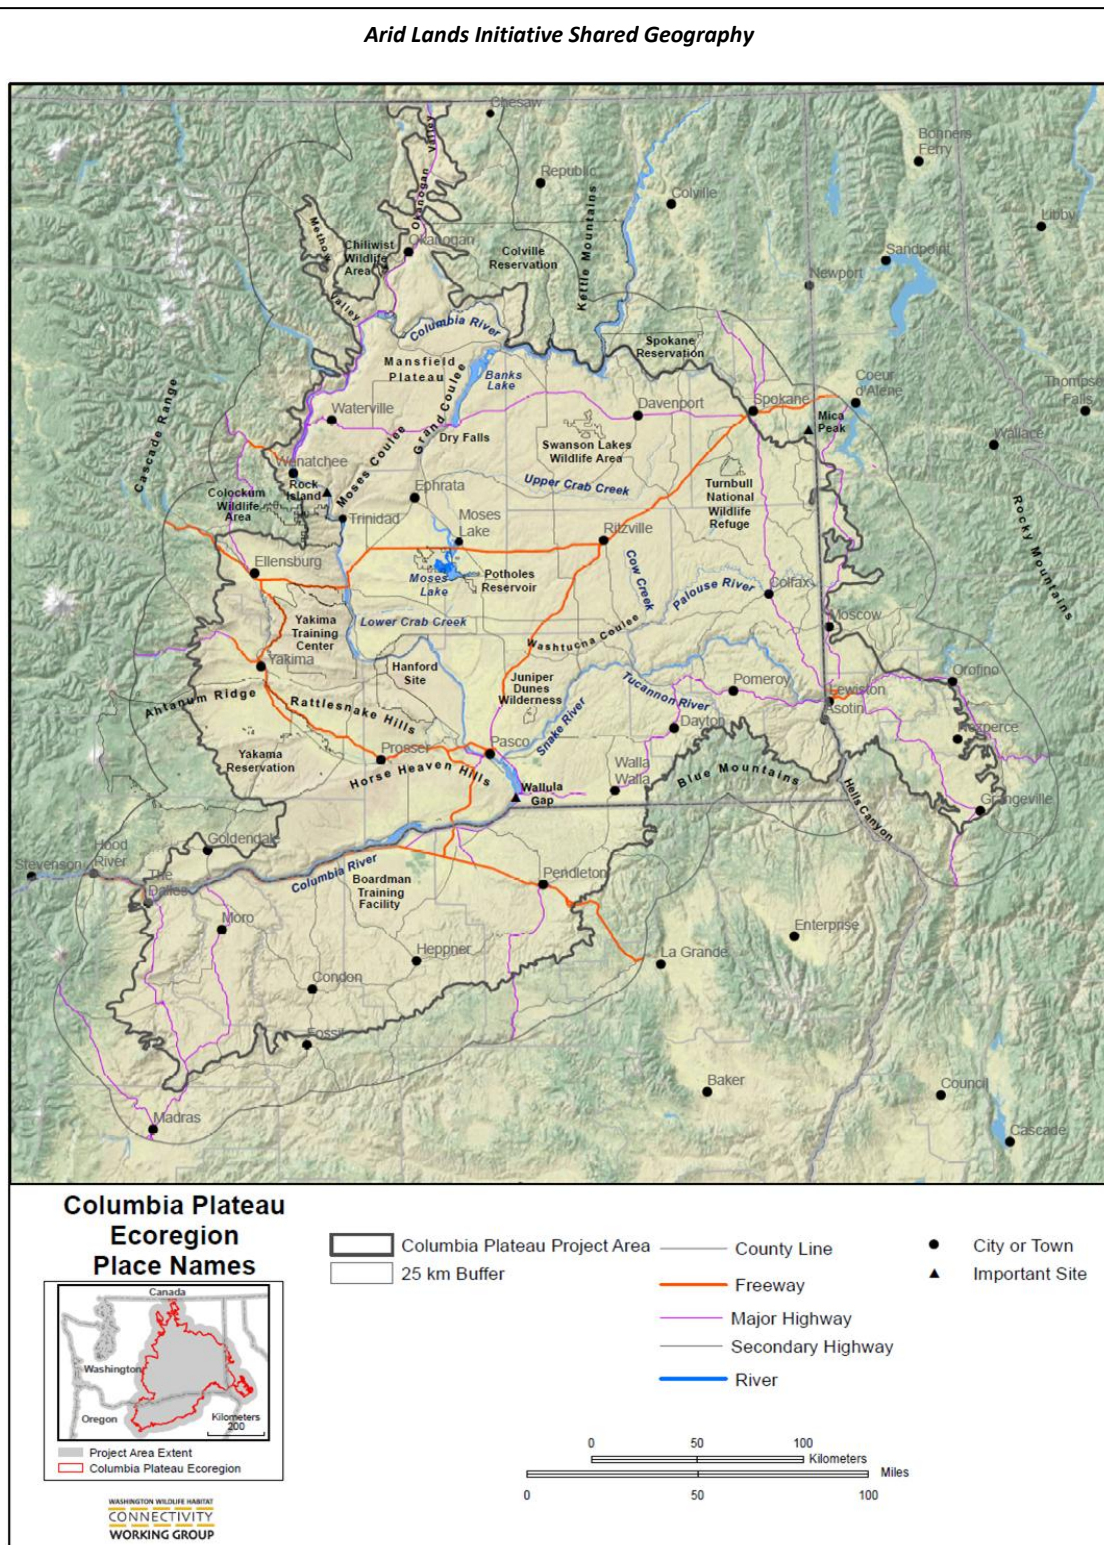 Arid Lands Initiative Shared Geography
Chesaw
Bonners
Ferry
Republic
Colville
Libby
Okanogan
Valley
Kettle Mountains
Methow
Valley
Chiliwist
Wildlife
Area
Okanogan
Colville
Reservation
Sandpoint
Newport
Columbia River
Spokane
Reservation
Mansfield
Plateau
Banks
Lake
Coeur
d'Alene
Thompson
Falls
Cascade Range
Waterville
Grand Coulee
Davenport
Spokane
Mica
Peak
Dry Falls
Swanson Lakes
Wildlife Area
Wallace
Moses Coulee
Wenatchee
Rock
Island
Colockum
Wildlife
Area
Ephrata
Upper Crab Creek
Turnbull
National
Wildlife
Refuge
Rocky Mountains
Trinidad
Moses
Lake
Ritzville
Ellensburg
Moses
Lake
Potholes
Reservoir
Cow Creek
Palouse River
Colfax
Yakima
Training
Center
Lower Crab Creek
Washtucna Coulee
Moscow
Yakima
Hanford
Site
Juniper
Dunes
Wilderness
Tucannon River
Pomeroy
Orofino
Ahtanum Ridge
Rattlesnake Hills
Snake River
Lewiston
Asotin
Dayton
Nezperce
Yakama
Reservation
Prosser
Pasco
Horse Heaven Hills
Walla
Walla
Blue Mountains
Wallula
Gap
Hells Canyon
Grangeville
Goldendale
Hood
River
Stevenson
The
Dalles
Columbia River
Boardman
Training
Facility
Pendleton
Moro
Enterprise
Heppner
La Grande
Condon
Fossil
Baker
Council
Madras
Cascade
Columbia Plateau
Ecoregion
Place Names
Canada
Washington
Oregon
Kilometers
200
Project Area Extent
Columbia Plateau Ecoregion
WASHINGTON WILDLIFE HABITAT
CONNECTIVITY
WORKING GROUP
Columbia Plateau Project Area
25 km Buffer
County Line
Freeway
Major Highway
Secondary Highway
River
City or Town
Important Site
0 50 100
Kilometers
Miles
0 50 100